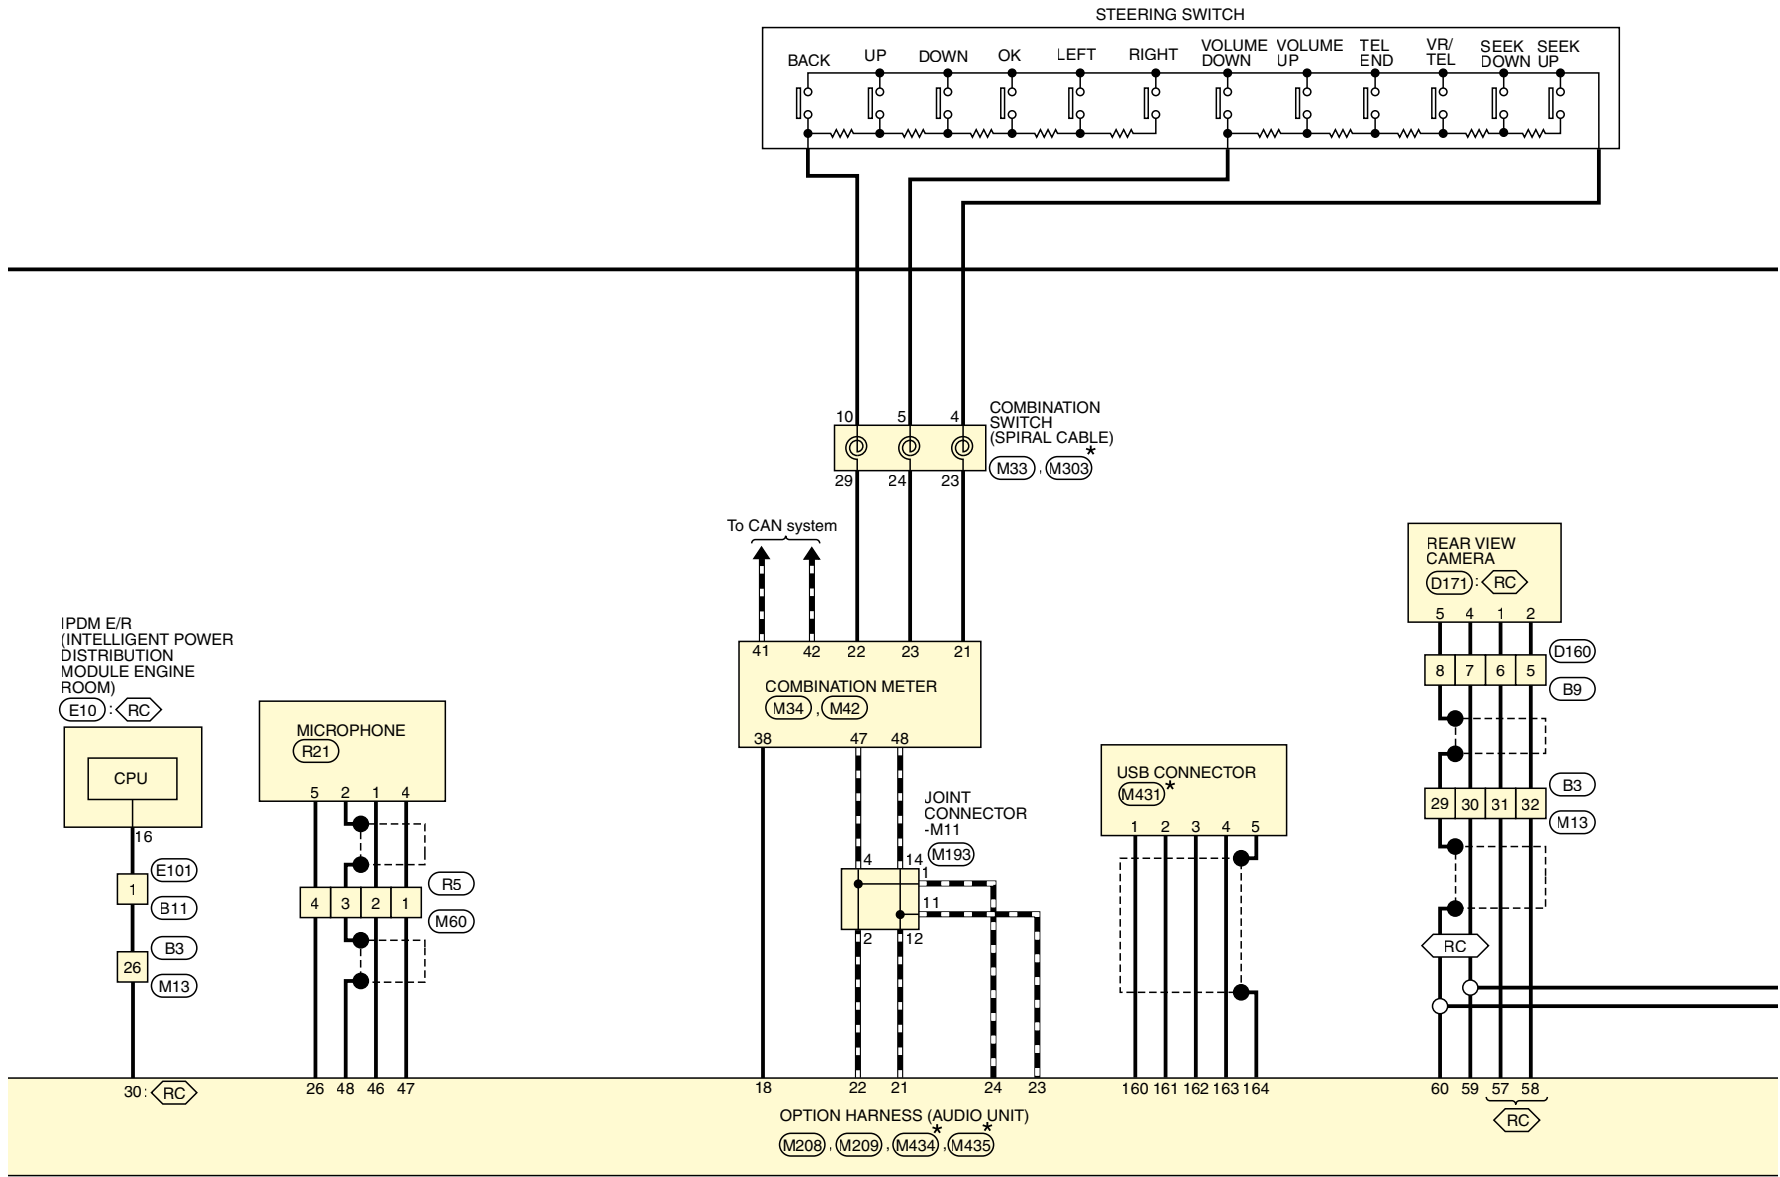 STEERING SWITCH
BACK UP DOWN OK LEFT RIGHT VOLUME DOWN VOLUME UP TEL END VR/ TEL SEEK DOWN SEEK UP
10 5 4
COMBINATION
SWITCH
(SPIRAL CABLE)
M33 , M303 *
29 24 23
To CAN system
41 42 22 23 21
COMBINATION METER
M34 , M42
38 47 48
REAR VIEW
CAMERA
D171 : RC
5 4 1 2
8 7 6 5
D160
B9
29 30 31 32
B3
M13
RC
IPDM E/R
(INTELLIGENT POWER
DISTRIBUTION
MODULE ENGINE
ROOM)
E10 : RC
CPU
16
1
E101
B11
26
B3
M13
MICROPHONE
R21
5 2 1 4
4 3 2 1
R5
M60
JOINT
CONNECTOR
-M11
M193
4 14
1
11
2 12
USB CONNECTOR
M431 *
1 2 3 4 5
30: RC
26 48 46 47
18 22 21 24 23
160 161 162 163 164
60 59 57 58
RC
OPTION HARNESS (AUDIO UNIT)
M208 , M209 , M434 * , M435 *